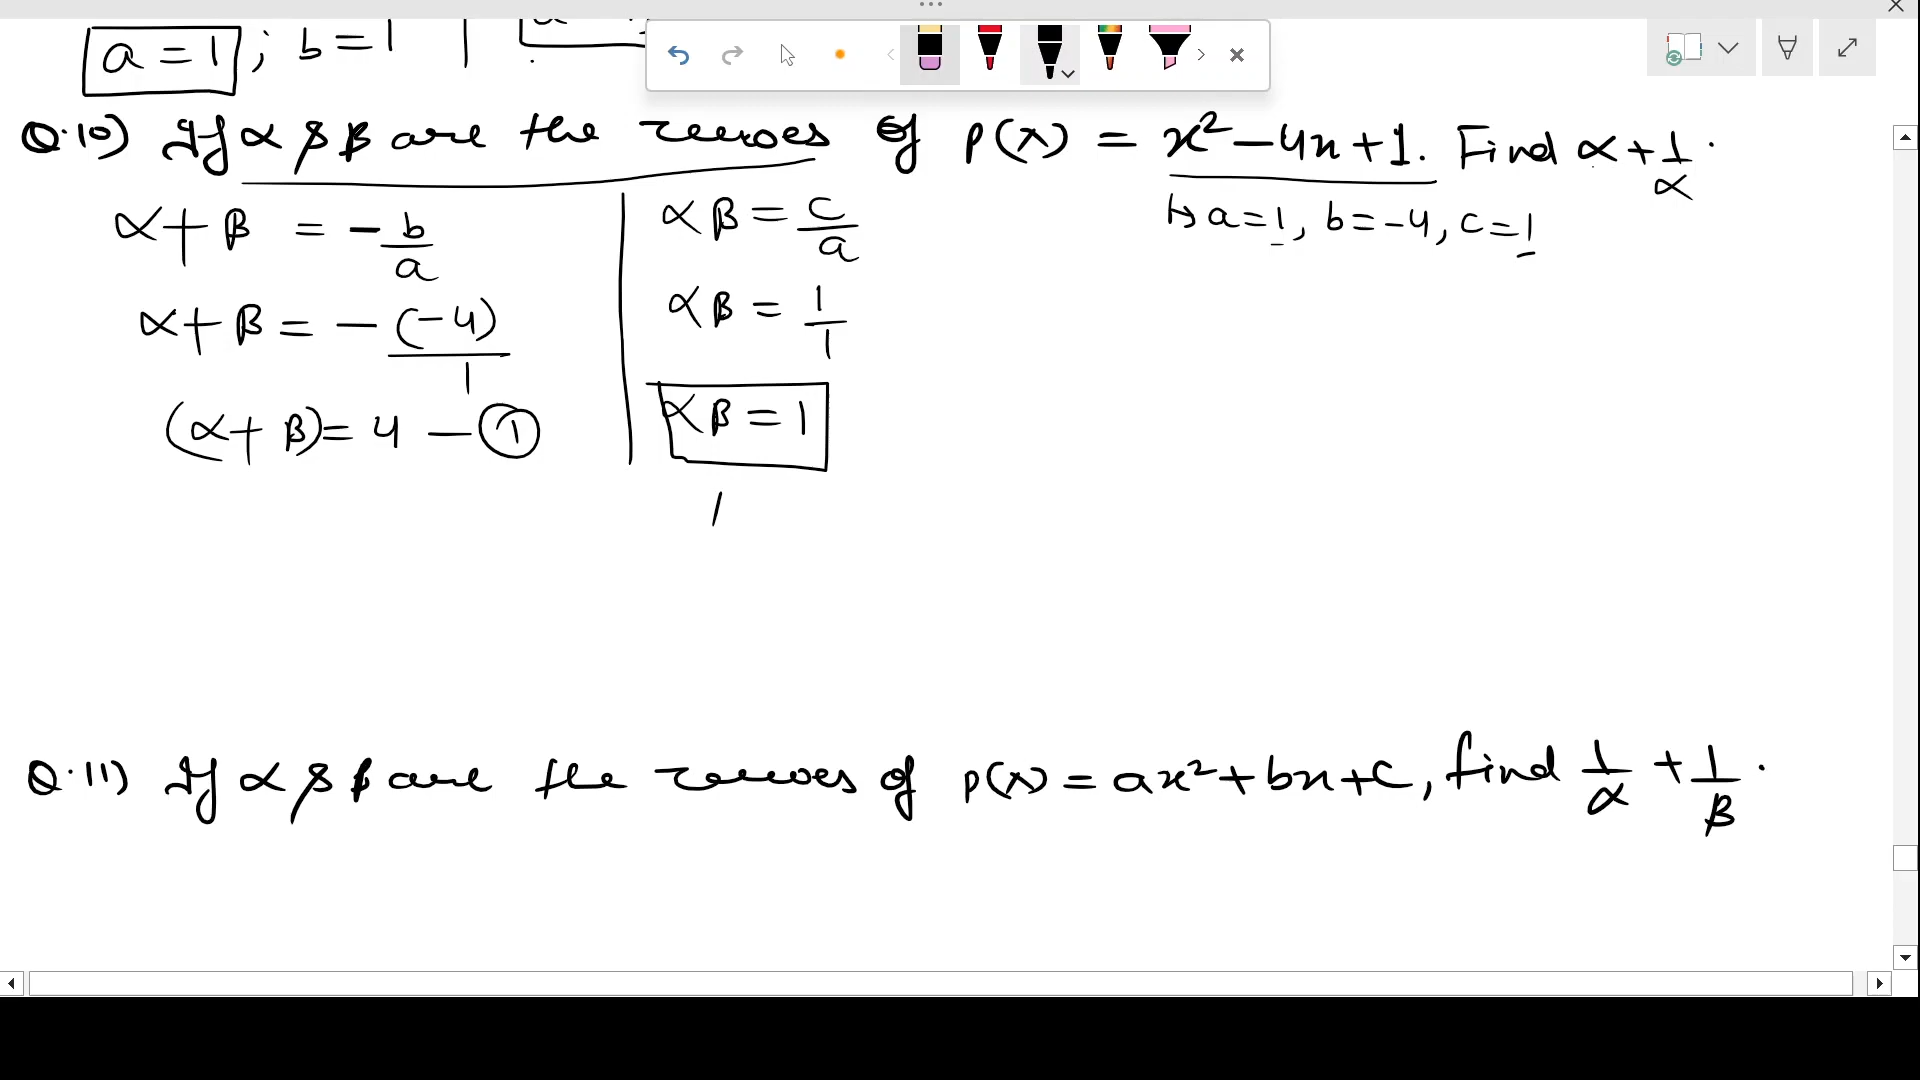 a = 1 ; b = 1
Q.10) If α & β are the zeroes of P(x) = x² - 4x + 1. Find α + 1/α .
↳ a = 1, b = -4, c = 1
α + β = - b/a
α + β = - (-4)/1
(α + β) = 4 - ①
αβ = c/a
αβ = 1/1
αβ = 1
Q.11) If α & β are the zeroes of P(x) = ax² + bx + c, find 1/α + 1/β .